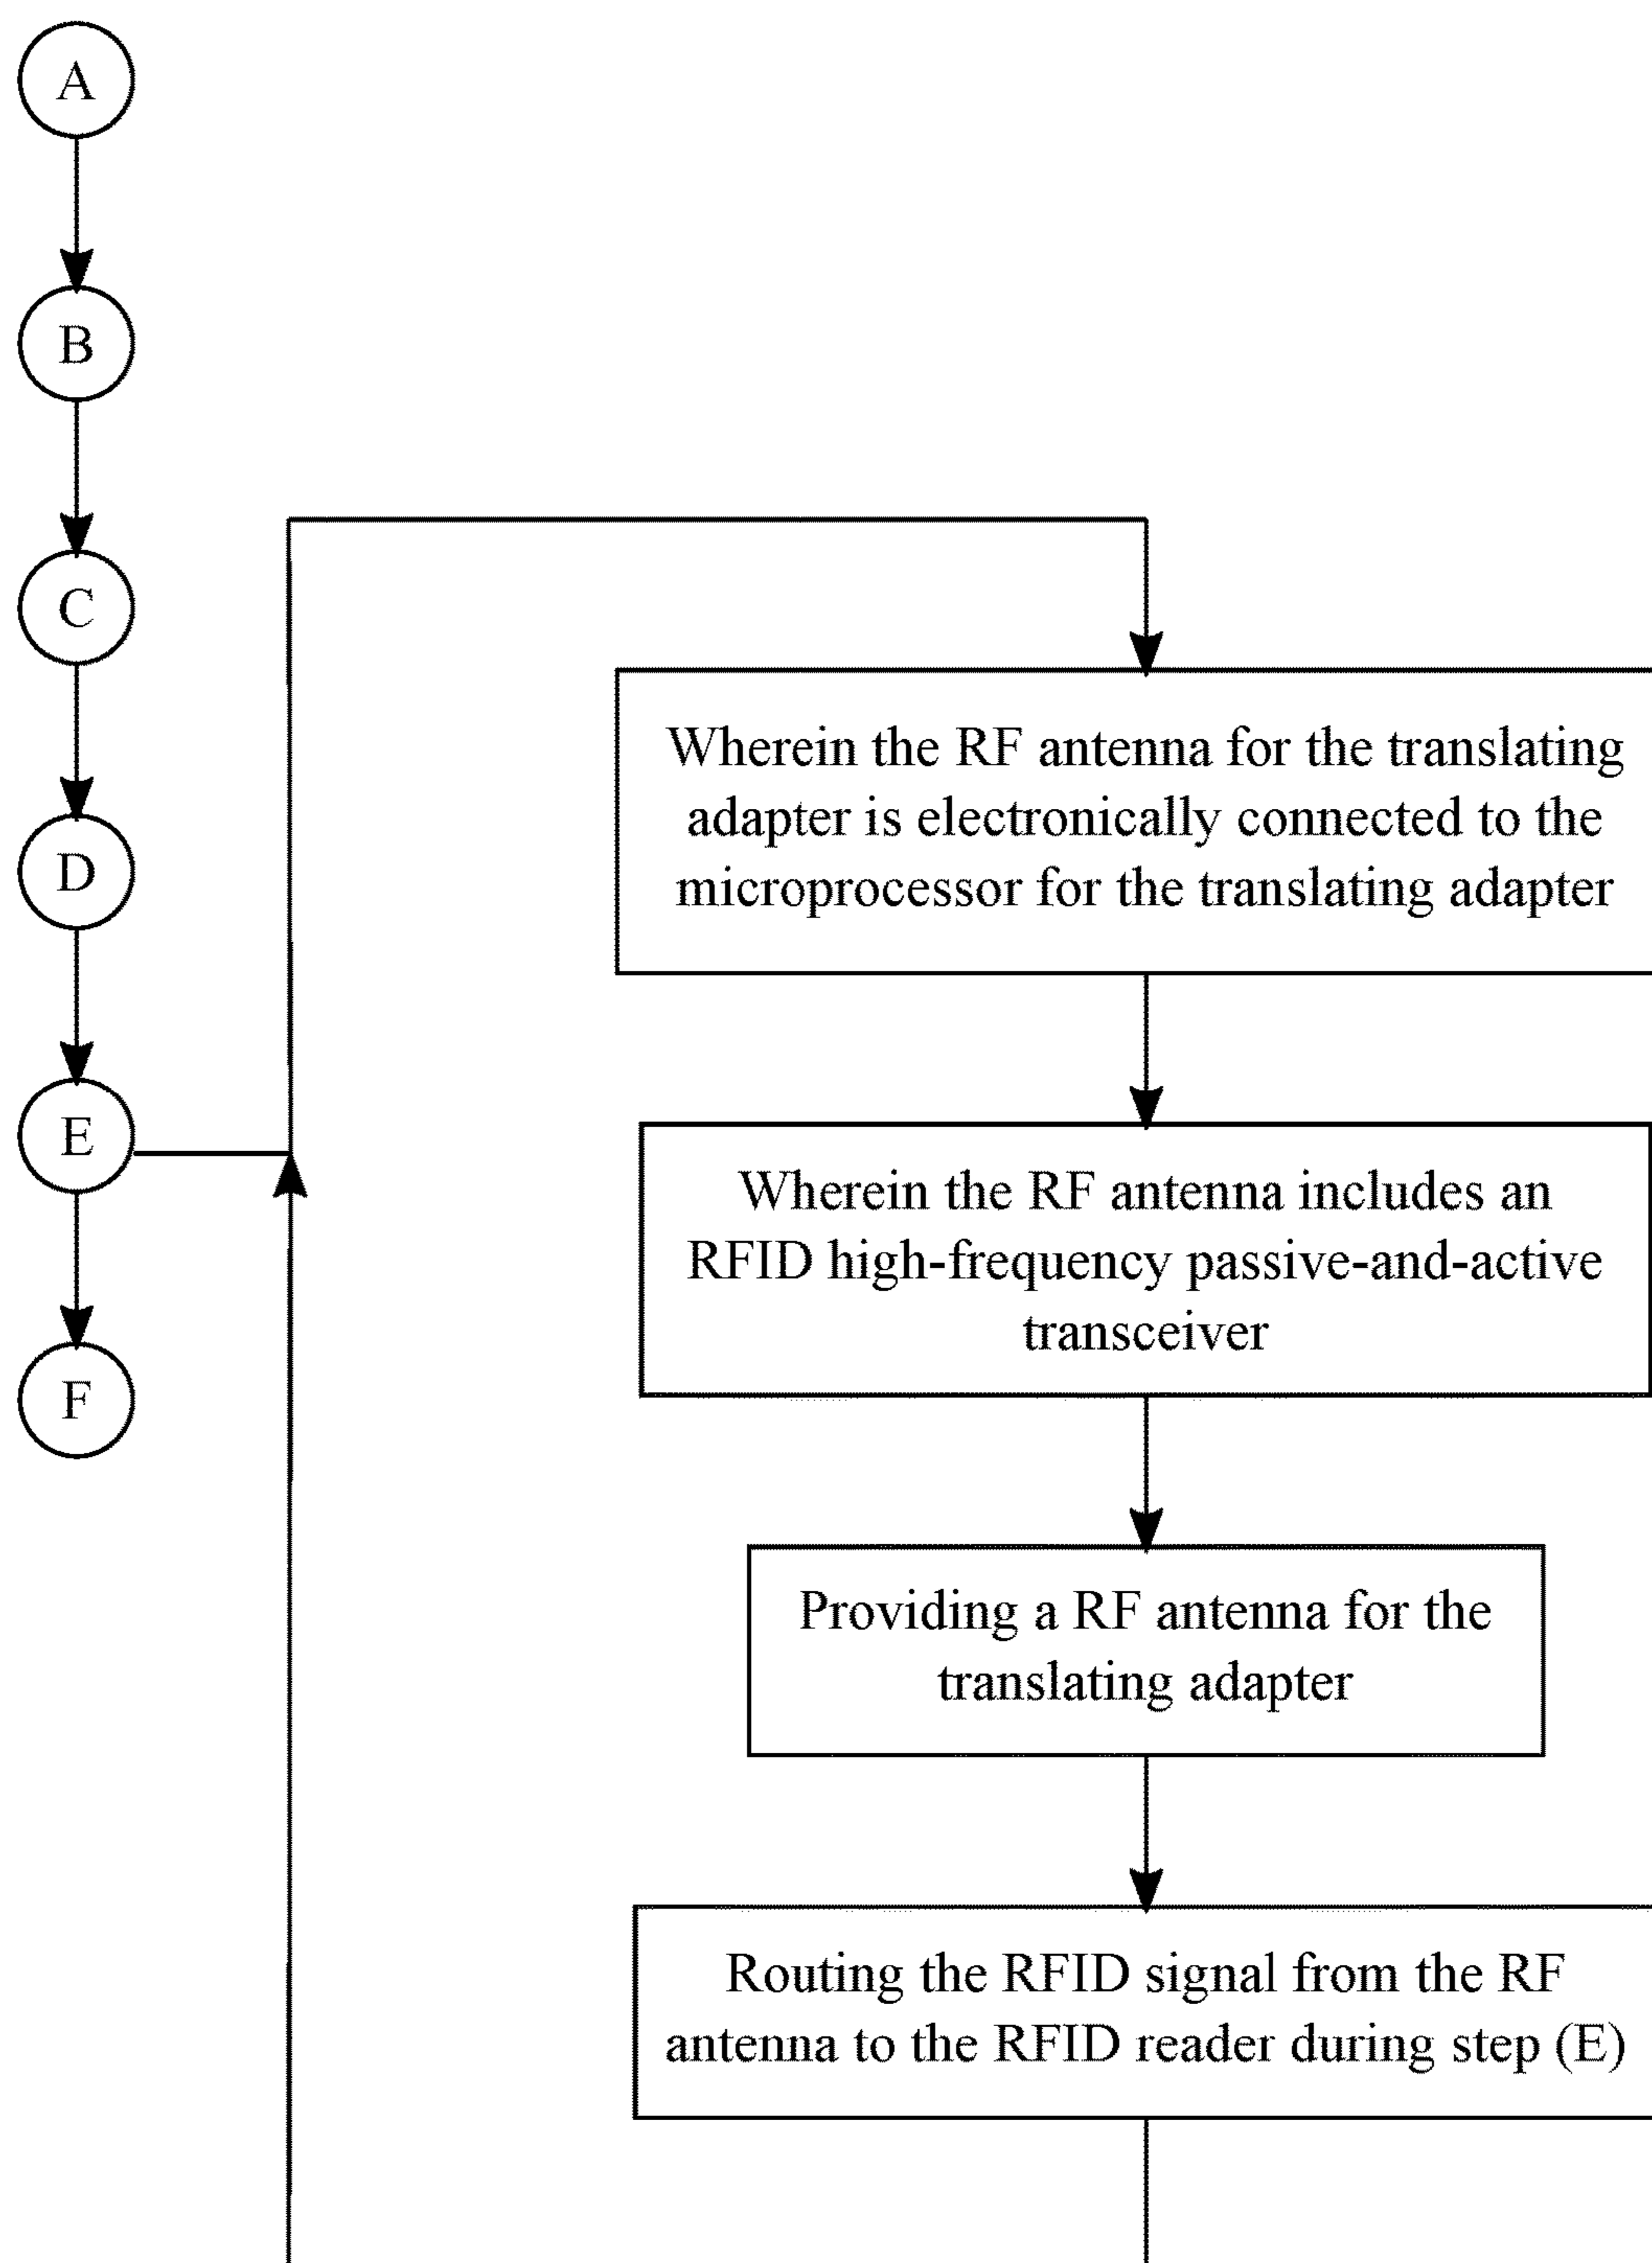 A
B
C
D
E
F
Wherein the RF antenna for the translating
adapter is electronically connected to the
microprocessor for the translating adapter
Wherein the RF antenna includes an
RFID high-frequency passive-and-active
transceiver
Providing a RF antenna for the
translating adapter
Routing the RFID signal from the RF
antenna to the RFID reader during step (E)